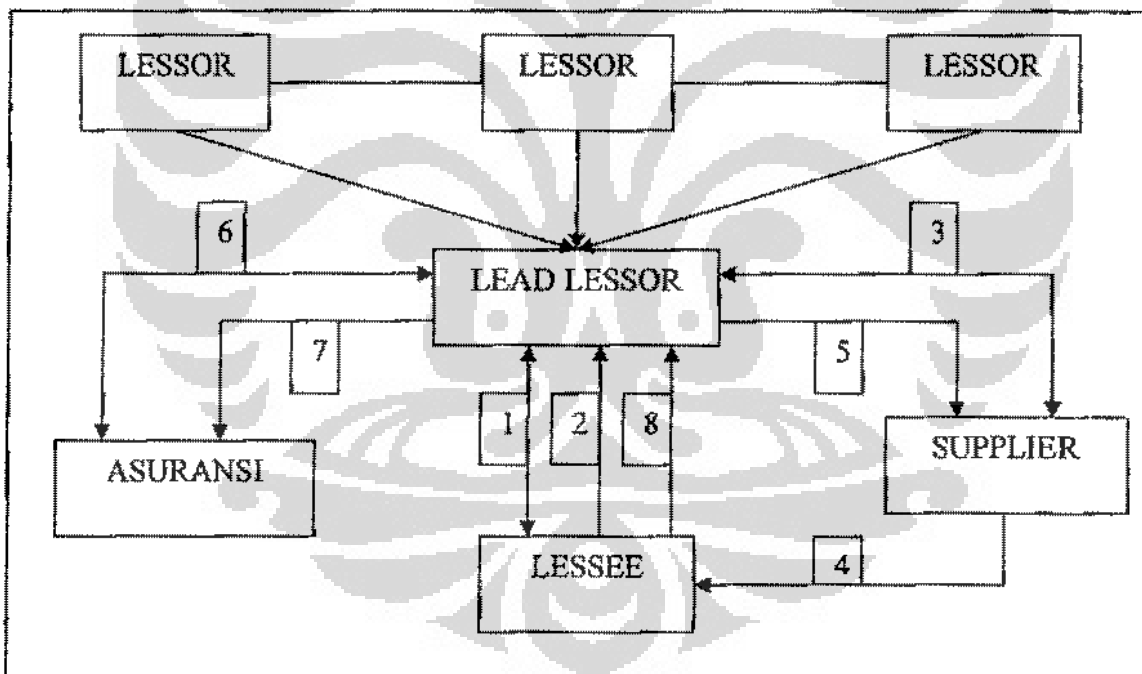 LESSOR
LESSOR
LESSOR
6
3
LEAD LESSOR
7
5
1
2
8
ASURANSI
SUPPLIER
LESSEE
4